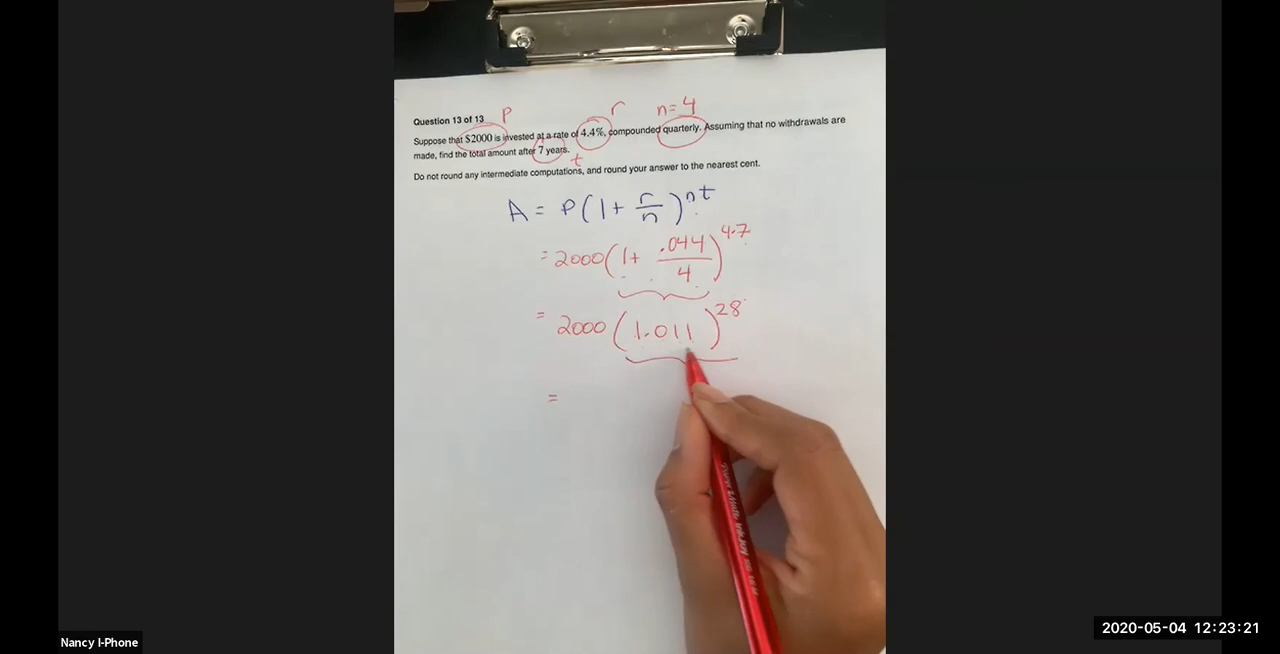 Question 13 of 13
P
r
n=4
Suppose that $2000 is invested at a rate of 4.4%, compounded quarterly. Assuming that no withdrawals are
made, find the total amount after 7 years.
t
Do not round any intermediate computations, and round your answer to the nearest cent.
A = P(1+ r/n)^nt
= 2000(1+ .044/4)^4·7
= 2000(1.011)^28
=
Nancy I-Phone
2020-05-04 12:23:21